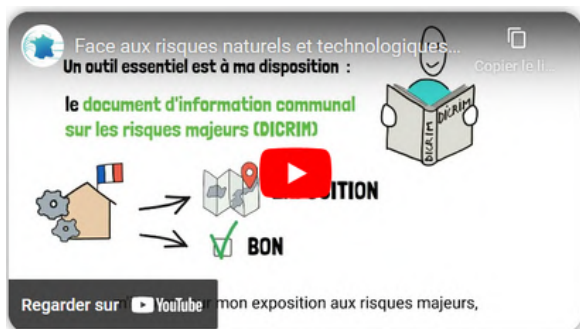 Face aux risques naturels et technologiques...
Copier le li...
Un outil essentiel est à ma disposition :
le document d'information communal
sur les risques majeurs (DICRIM)
DICRIM
DICRIM
BON
Regarder sur YouTube
mon exposition aux risques majeurs,